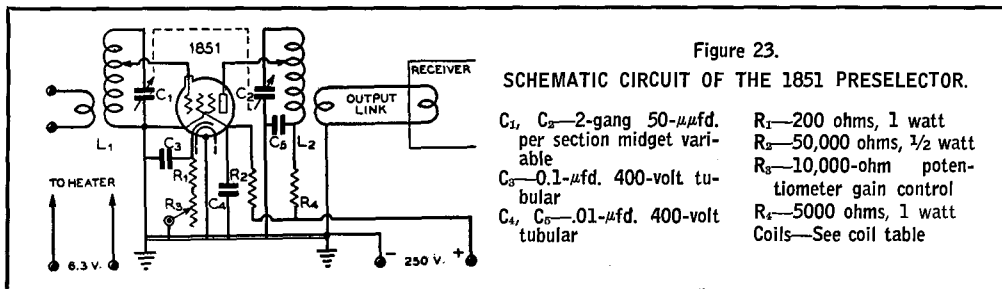 1851
C₁
C₂
L₁
C₃
R₁
R₂
R₃
C₄
C₅
L₂
R₄
RECEIVER
OUTPUT
LINK
TO HEATER
6.3 V.
- 250 V. +
Figure 23.
SCHEMATIC CIRCUIT OF THE 1851 PRESELECTOR.
C₁, C₂—2-gang 50-μμfd.
per section midget vari-
able
C₃—0.1-μfd. 400-volt tu-
bular
C₄, C₅—.01-μfd. 400-volt
tubular
R₁—200 ohms, 1 watt
R₂—50,000 ohms, ½ watt
R₃—10,000-ohm poten-
tiometer gain control
R₄—5000 ohms, 1 watt
Coils—See coil table